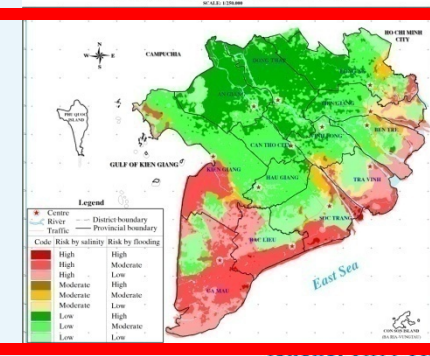 SCALE: 1/250,000
HO CHI MINH
CITY
CAMPUCHIA
N
W
E
S
PHU QUOC
ISLAND
CAN THO CITY
BEN TRE
GULF OF KIEN GIANG
KIEN GIANG
HAU GIANG
TRA VINH
SOC TRANG
BAC LIEU
CA MAU
East Sea
Legend
Centre
River
Traffic
District boundary
Provincial boundary
Code Risk by salinity Risk by flooding
High High
High Moderate
High Low
Moderate High
Moderate Moderate
Moderate Low
Low High
Low Moderate
Low Low